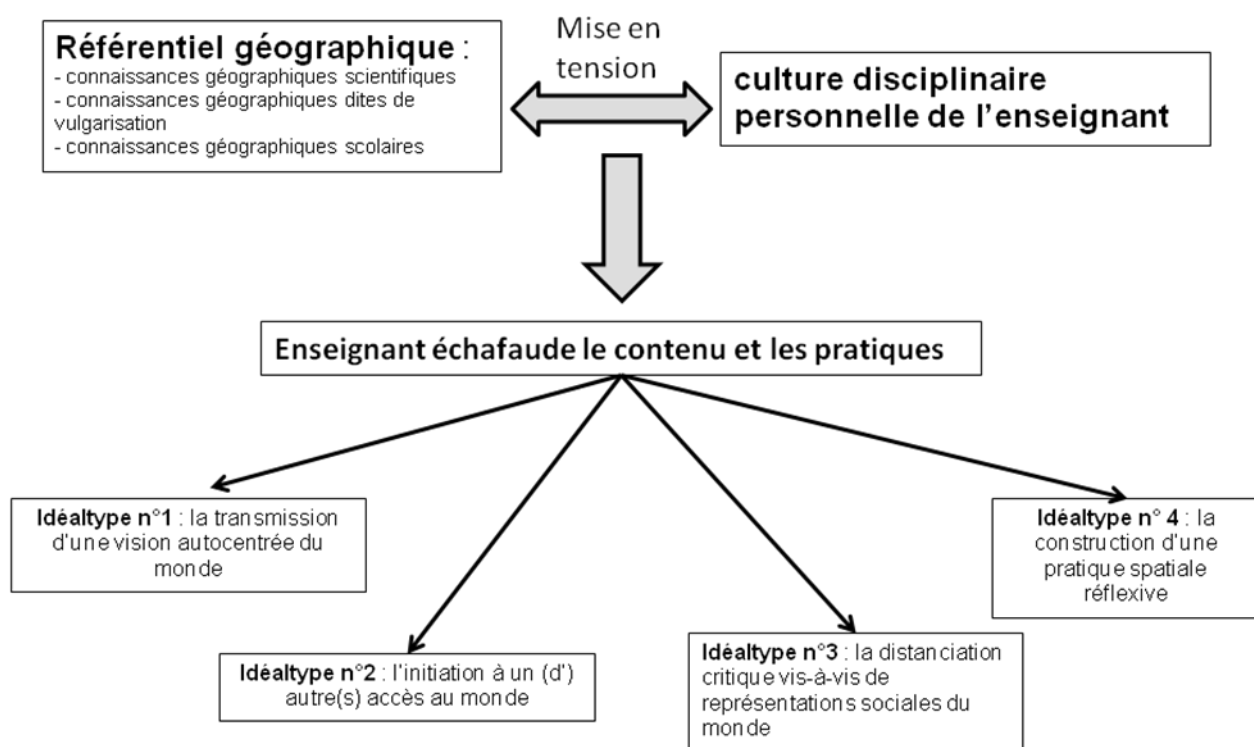 Référentiel géographique :
- connaissances géographiques scientifiques
- connaissances géographiques dites de
vulgarisation
- connaissances géographiques scolaires
Mise en
tension
culture disciplinaire
personnelle de l'enseignant
Enseignant échafaude le contenu et les pratiques
Idéaltype n°1 : la transmission
d'une vision autocentrée du
monde
Idéaltype n°2 : l'initiation à un (d')
autre(s) accès au monde
Idéaltype n°3 : la distanciation
critique vis-à-vis de
représentations sociales du
monde
Idéaltype n° 4 : la
construction d'une
pratique spatiale
réflexive